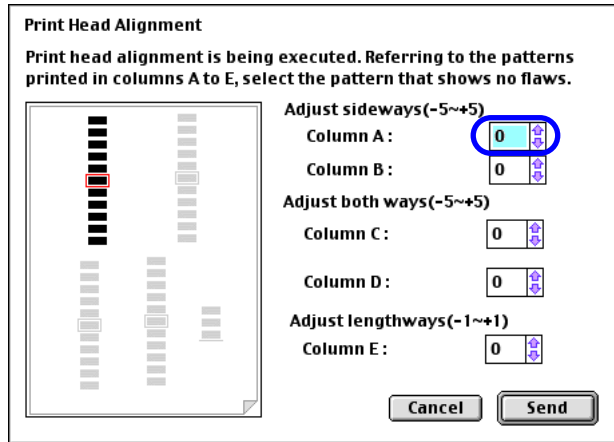 Print Head Alignment
Print head alignment is being executed. Referring to the patterns
printed in columns A to E, select the pattern that shows no flaws.
Adjust sideways(-5~+5)
Column A : 0
Column B : 0
Adjust both ways(-5~+5)
Column C : 0
Column D : 0
Adjust lengthways(-1~+1)
Column E : 0
Cancel Send